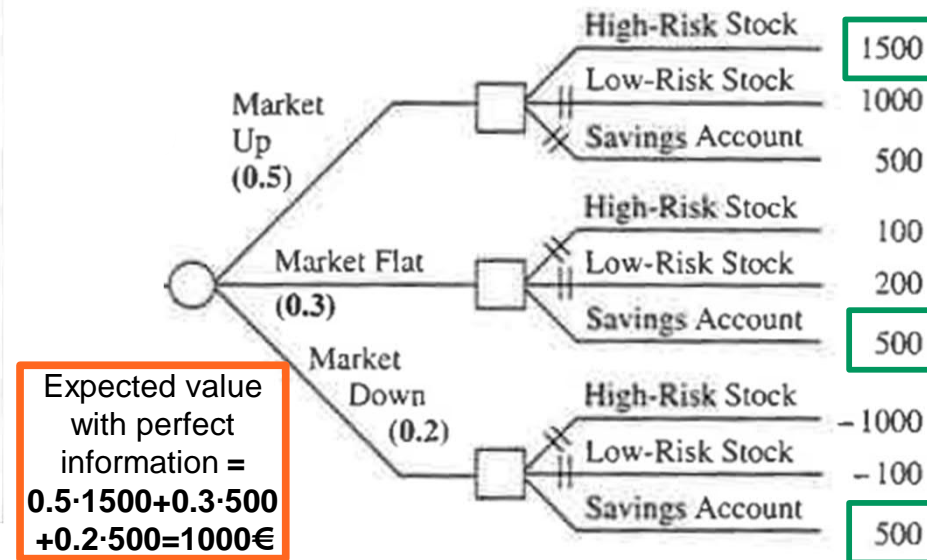 High-Risk Stock 1500
Low-Risk Stock 1000
Savings Account 500
Market
Up
(0.5)
High-Risk Stock 100
Market Flat
(0.3)
Low-Risk Stock 200
Savings Account 500
Market
Down
(0.2)
High-Risk Stock -1000
Low-Risk Stock -100
Savings Account 500
Expected value
with perfect
information =
0.5·1500+0.3·500
+0.2·500=1000€